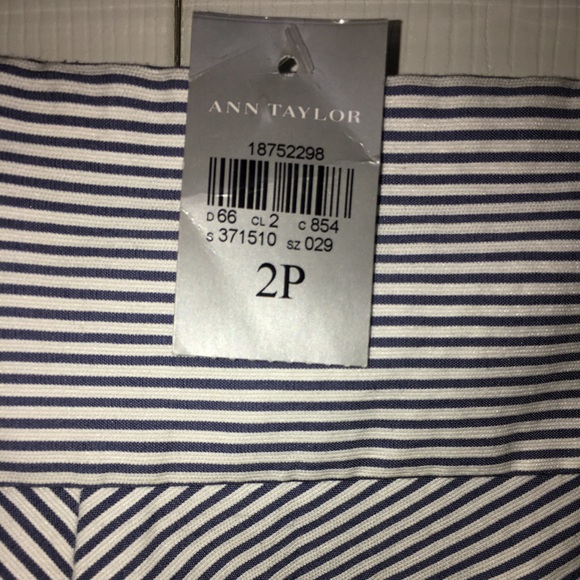 ANN TAYLOR
18752298
D 66 CL 2 C 854
S 371510 SZ 029
2P